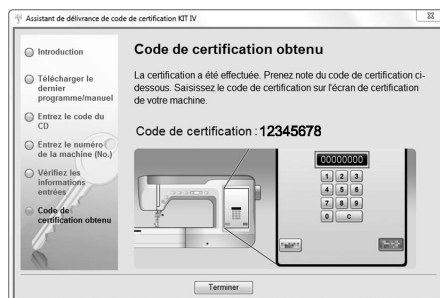 Assistant de délivrance de code de certification KIT IV
Introduction
Télécharger le
dernier
programme/manuel
Entrez le code du
CD
Entrez le numéro
de la machine (No.)
Vérifiez les
informations
entrées
Code de
certification obtenu
Code de certification obtenu
La certification a été effectuée. Prenez note du code de certification ci-
dessous. Saisissez le code de certification sur l'écran de certification
de votre machine.
Code de certification : 12345678
00000000
1 2 3
4 5 6
7 8 9
0 C
Terminer